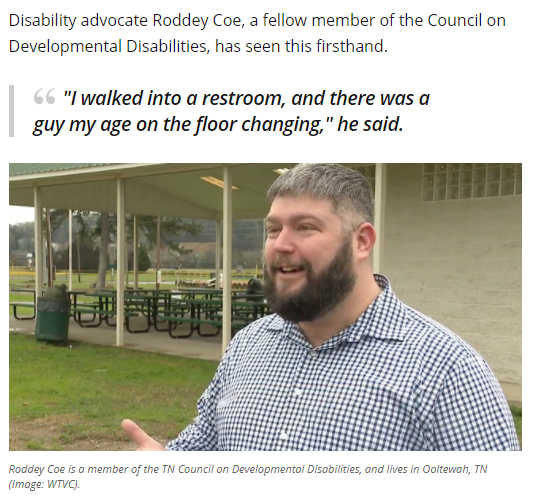 Disability advocate Roddey Coe, a fellow member of the Council on
Developmental Disabilities, has seen this firsthand.
"I walked into a restroom, and there was a
guy my age on the floor changing," he said.
Roddey Coe is a member of the TN Council on Developmental Disabilities, and lives in Ooltewah, TN
(Image: WTVC).